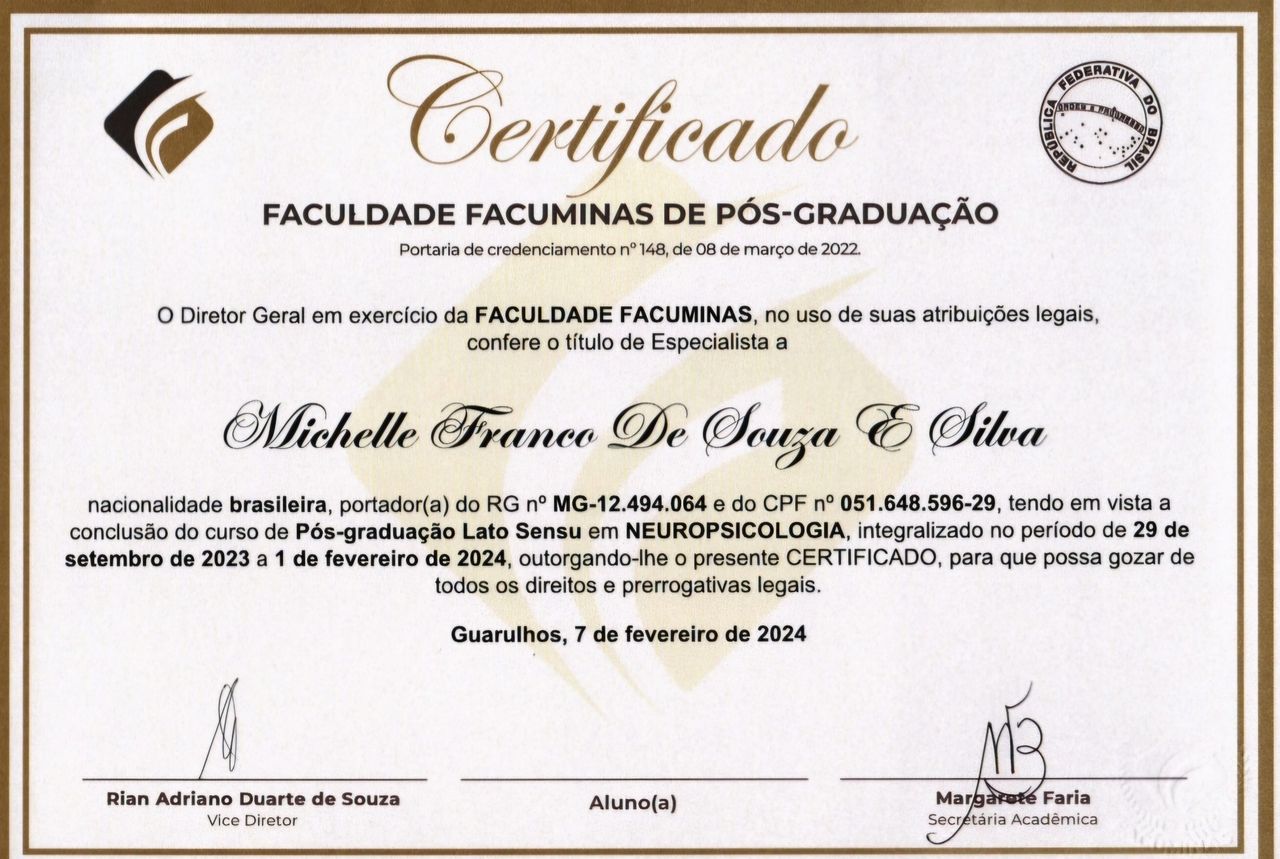 Certificado
REPÚBLICA FEDERATIVA DO BRASIL
ORDEM E PROGRESSO
FACULDADE FACUMINAS DE PÓS-GRADUAÇÃO
Portaria de credenciamento nº 148, de 08 de março de 2022.
O Diretor Geral em exercício da FACULDADE FACUMINAS, no uso de suas atribuições legais,
confere o título de Especialista a
Michelle Franco De Souza E Silva
nacionalidade brasileira, portador(a) do RG nº MG-12.494.064 e do CPF nº 051.648.596-29, tendo em vista a
conclusão do curso de Pós-graduação Lato Sensu em NEUROPSICOLOGIA, integralizado no período de 29 de
setembro de 2023 a 1 de fevereiro de 2024, outorgando-lhe o presente CERTIFICADO, para que possa gozar de
todos os direitos e prerrogativas legais.
Guarulhos, 7 de fevereiro de 2024
Rian Adriano Duarte de Souza
Vice Diretor
Aluno(a)
Margarete Faria
Secretária Acadêmica